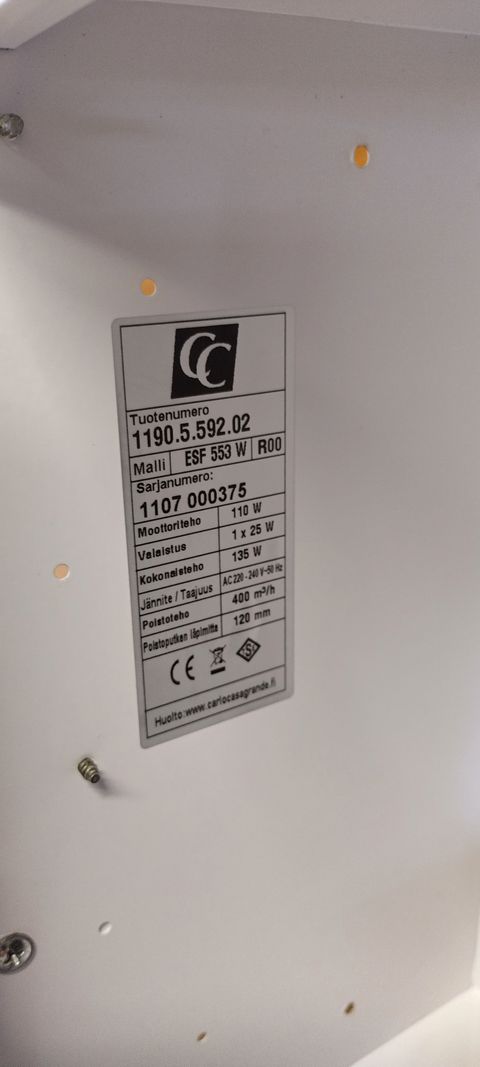 CC
Tuotenumero
1190.5.592.02
Malli ESF 553 W R00
Sarjanumero:
1107 000375
Moottoriteho 110 W
Valaistus 1 x 25 W
Kokonaisteho 135 W
Jännite / Taajuus AC 220 - 240 V~50 Hz
Poistoteho 400 m³/h
Poistoputken läpimitta 120 mm
CE
Huolto:www.carlocasagrande.fi